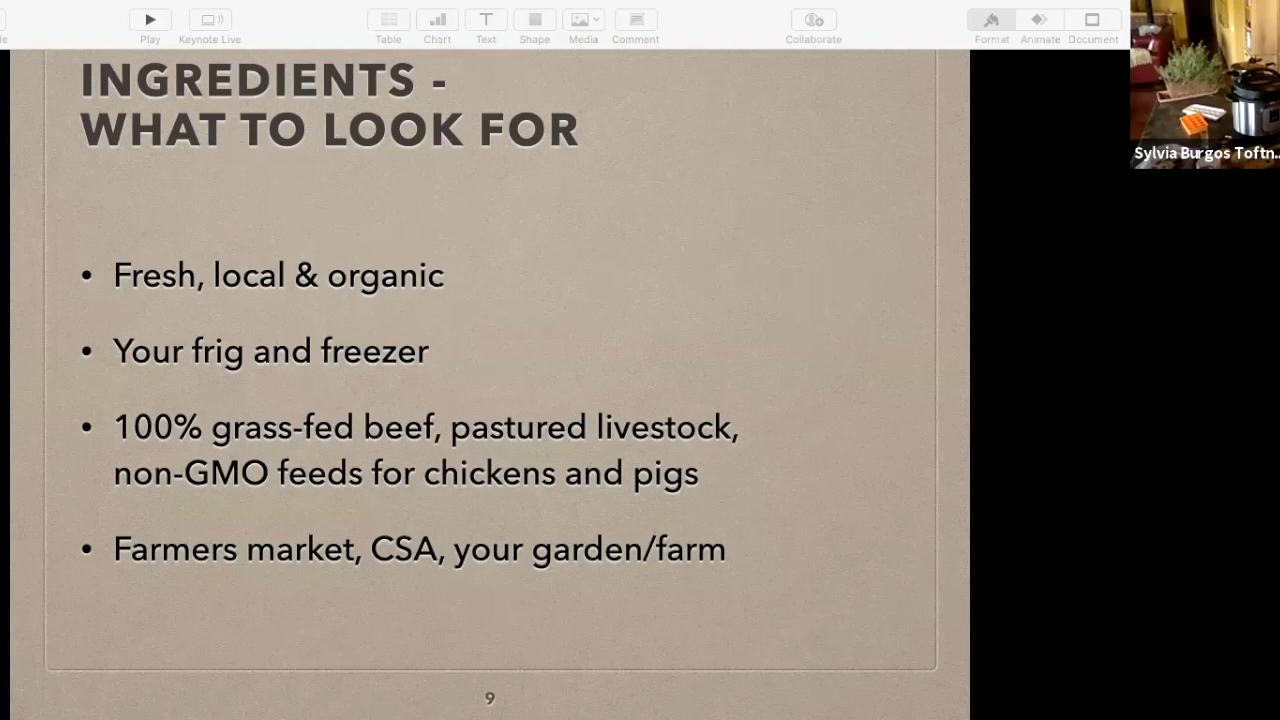 Play
Keynote Live
Table
Chart
Text
Shape
Media
Comment
Collaborate
Format
Animate
Document
Sylvia Burgos Toftn...
INGREDIENTS -
WHAT TO LOOK FOR
• Fresh, local & organic
• Your frig and freezer
• 100% grass-fed beef, pastured livestock,
non-GMO feeds for chickens and pigs
• Farmers market, CSA, your garden/farm
9